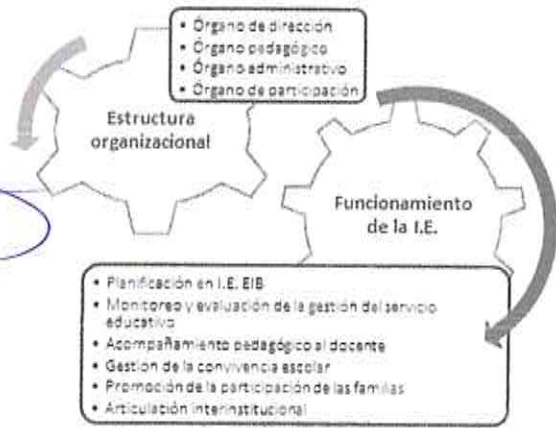 • Órgano de dirección
• Órgano pedagógico
• Órgano administrativo
• Órgano de participación
Estructura
organizacional
Funcionamiento
de la I.E.
• Planificación en I.E. EIB
• Monitoreo y evaluación de la gestión del servicio
educativo
• Acompañamiento pedagógico al docente
• Gestión de la convivencia escolar
• Promoción de la participación de las familias
• Articulación interinstitucional